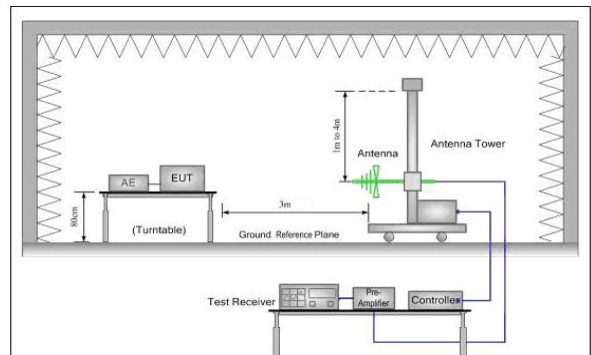 1m to 4m
Antenna Tower
Antenna
AE
EUT
80cm
3m
(Turntable)
Ground Reference Plane
Test Receiver
Pre-
Amplifier
Controller